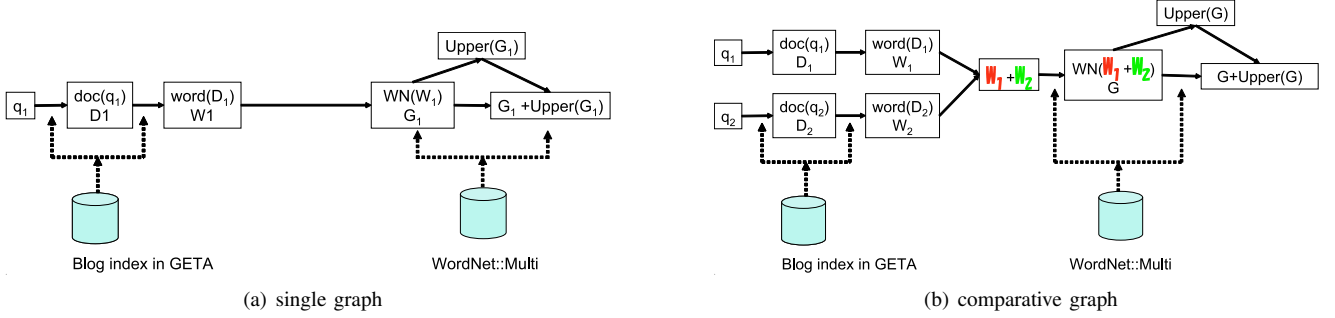 Upper(G₁)
q₁
doc(q₁)
D1
word(D₁)
W1
WN(W₁)
G₁
G₁ +Upper(G₁)
Blog index in GETA
WordNet::Multi
(a) single graph
Upper(G)
q₁
doc(q₁)
D₁
word(D₁)
W₁
q₂
doc(q₂)
D₂
word(D₂)
W₂
W₁+W₂
WN(W₁+W₂)
G
G+Upper(G)
Blog index in GETA
WordNet::Multi
(b) comparative graph